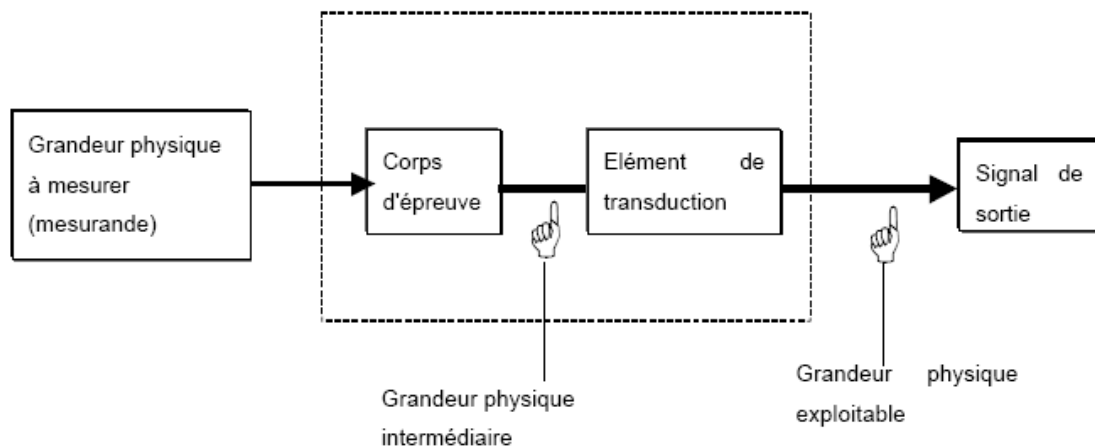 Grandeur physique
à mesurer
(mesurande)
Corps
d'épreuve
Elément de
transduction
Signal de
sortie
Grandeur physique
intermédiaire
Grandeur physique
exploitable